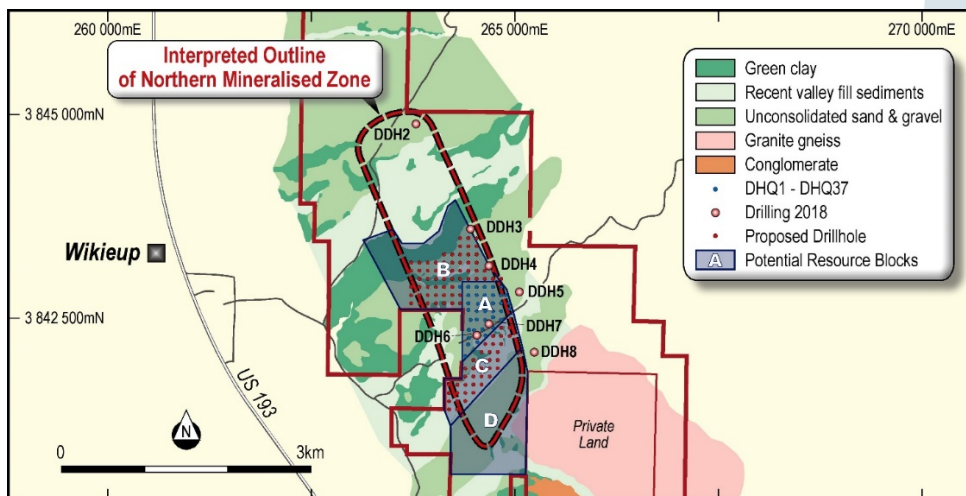 260 000mE
265 000mE
270 000mE
Interpreted Outline
of Northern Mineralised Zone
3 845 000mN
3 842 500mN
DDH2
DDH3
DDH4
DDH5
DDH7
DDH6
DDH8
B
A
C
D
Wikieup
US 193
Private
Land
N
0
3km
Green clay
Recent valley fill sediments
Unconsolidated sand & gravel
Granite gneiss
Conglomerate
DHQ1 - DHQ37
Drilling 2018
Proposed Drillhole
A Potential Resource Blocks